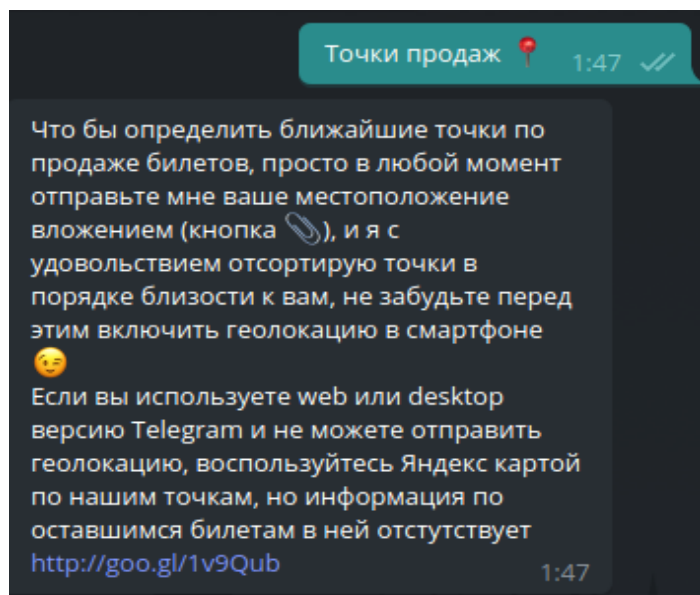 Точки продаж 📍 1:47
Что бы определить ближайшие точки по
продаже билетов, просто в любой момент
отправьте мне ваше местоположение
вложением (кнопка 📎), и я с
удовольствием отсортирую точки в
порядке близости к вам, не забудьте перед
этим включить геолокацию в смартфоне
😉
Если вы используете web или desktop
версию Telegram и не можете отправить
геолокацию, воспользуйтесь Яндекс картой
по нашим точкам, но информация по
оставшимся билетам в ней отстутствует
http://goo.gl/1v9Qub 1:47